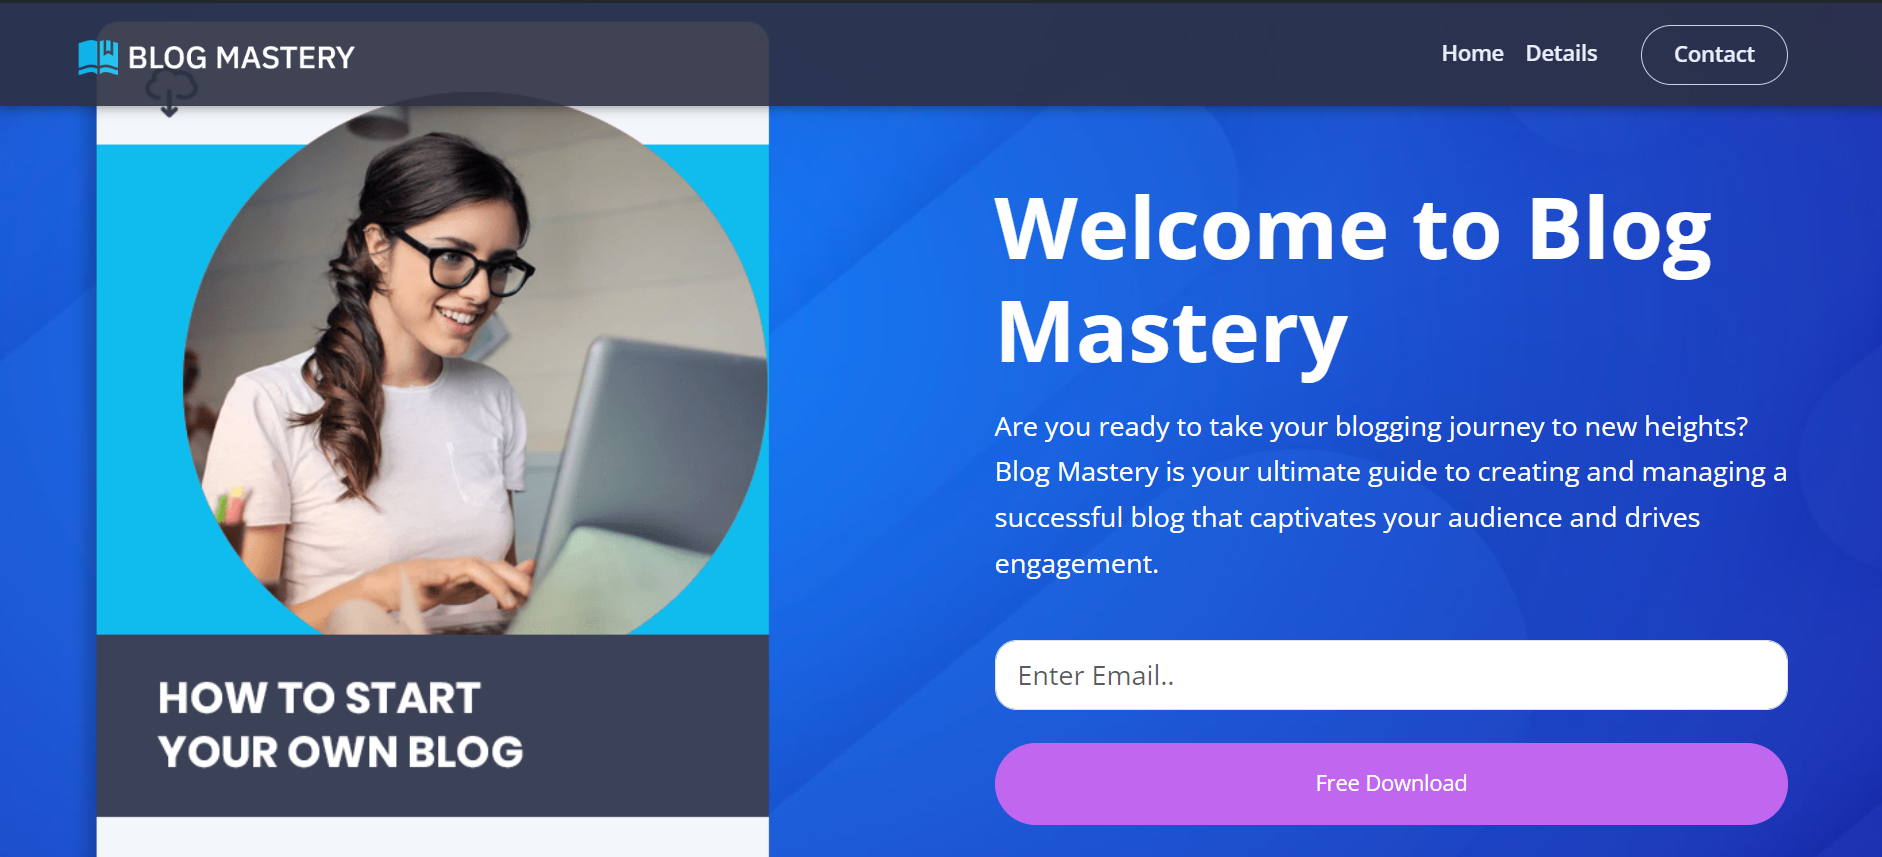 BLOG MASTERY
Home Details Contact
Welcome to Blog
Mastery
Are you ready to take your blogging journey to new heights?
Blog Mastery is your ultimate guide to creating and managing a
successful blog that captivates your audience and drives
engagement.
Enter Email..
Free Download
HOW TO START
YOUR OWN BLOG